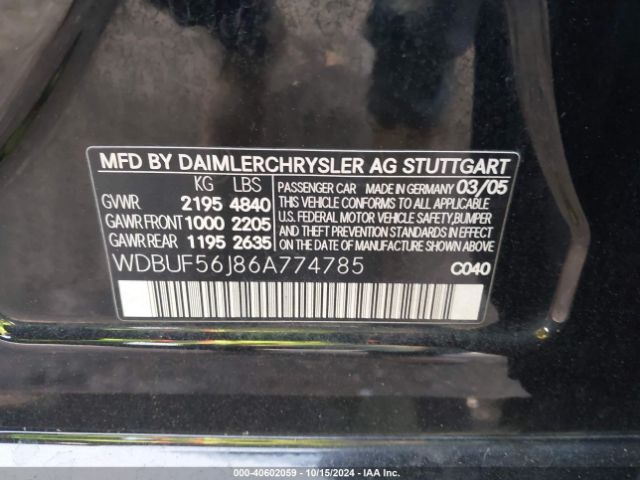 MFD BY DAIMLERCHRYSLER AG STUTTGART
KG LBS
GVWR 2195 4840
GAWR FRONT 1000 2205
GAWR REAR 1195 2635
PASSENGER CAR MADE IN GERMANY 03/05
THIS VEHICLE CONFORMS TO ALL APPLICABLE
U.S. FEDERAL MOTOR VEHICLE SAFETY, BUMPER
AND THEFT PREVENTION STANDARDS IN EFFECT
ON THE DATE OF MANUFACTURE SHOWN ABOVE.
WDBUF56J86A774785 C040
000-40602059 - 10/15/2024 - IAA Inc.